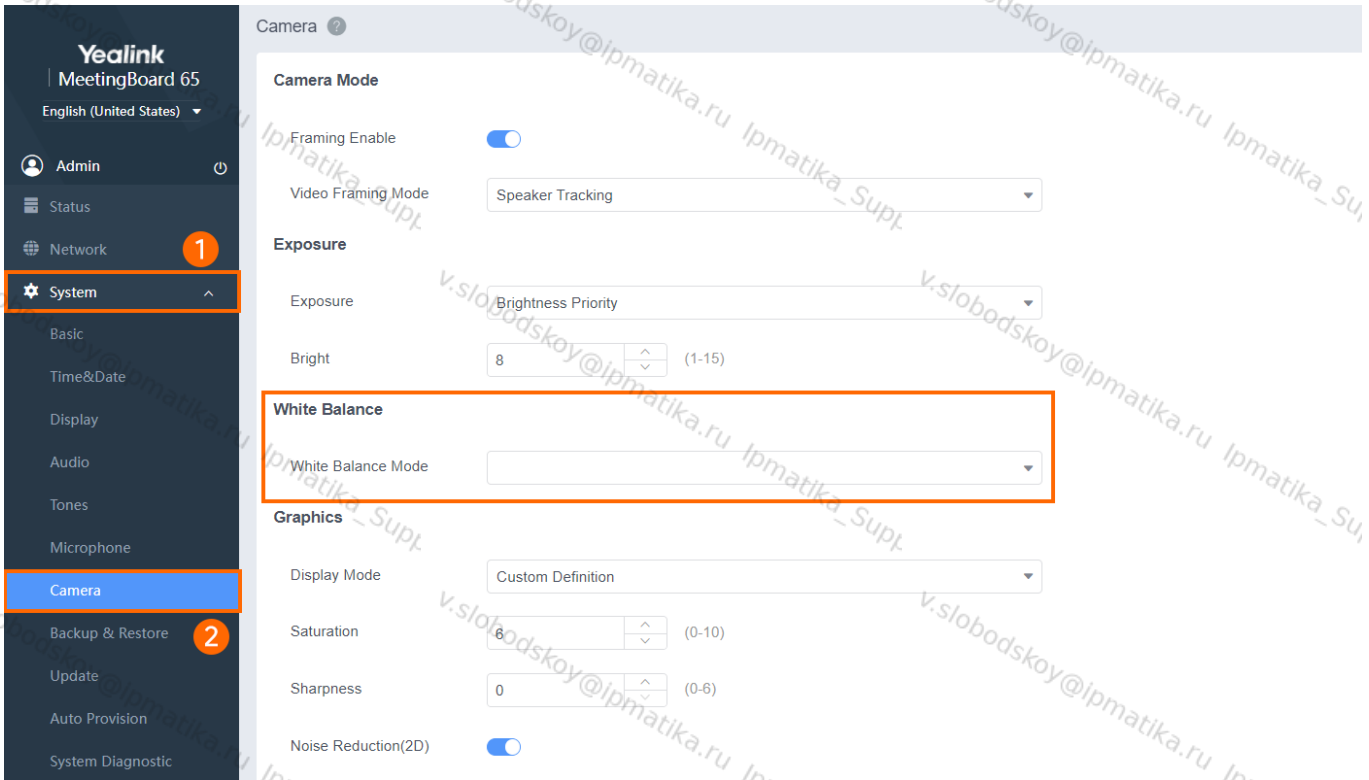 Yealink
MeetingBoard 65
English (United States)
Admin
Status
Network
1
System
Basic
Time&Date
Display
Audio
Tones
Microphone
Camera
Backup & Restore
2
Update
Auto Provision
System Diagnostic
Camera ?
Camera Mode
Framing Enable
Video Framing Mode Speaker Tracking
Exposure
Exposure Brightness Priority
Bright 8 (1-15)
White Balance
White Balance Mode
Graphics
Display Mode Custom Definition
Saturation 6 (0-10)
Sharpness 0 (0-6)
Noise Reduction(2D)
v.slobodskoy@ipmatika.ru Ipmatika_Supp